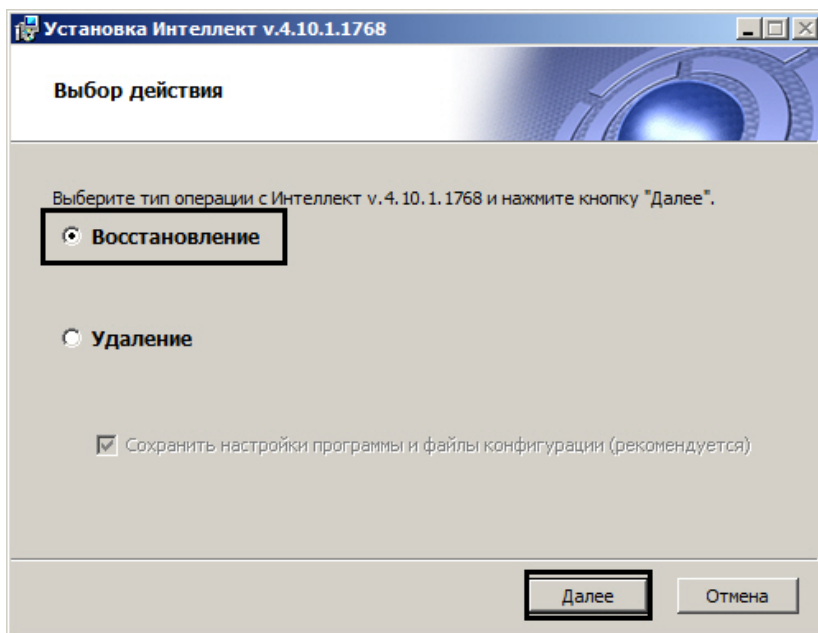 Установка Интеллект v.4.10.1.1768
Выбор действия
Выберите тип операции с Интеллект v.4.10.1.1768 и нажмите кнопку "Далее".
Восстановление
Удаление
Сохранить настройки программы и файлы конфигурации (рекомендуется)
Далее
Отмена